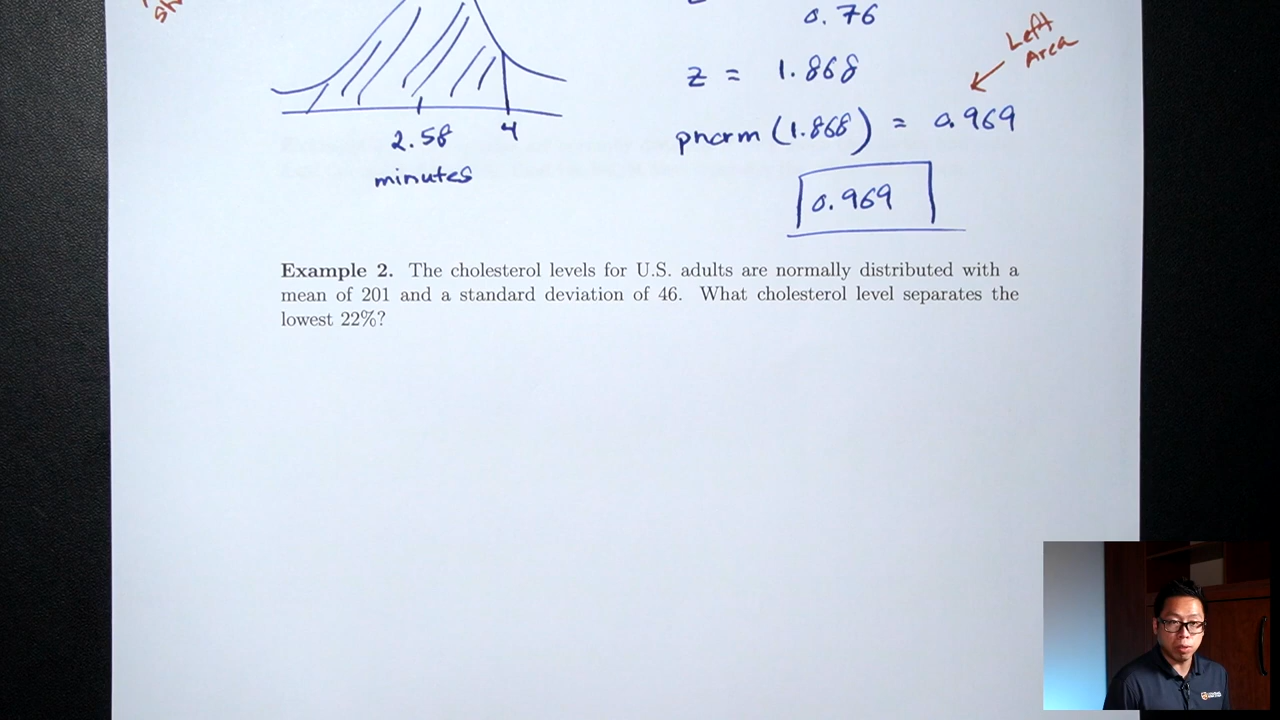 0.76
Left
Area
z = 1.868
pnorm (1.868) = 0.969
2.58
4
minutes
0.969
Example 2. The cholesterol levels for U.S. adults are normally distributed with a
mean of 201 and a standard deviation of 46. What cholesterol level separates the
lowest 22%?